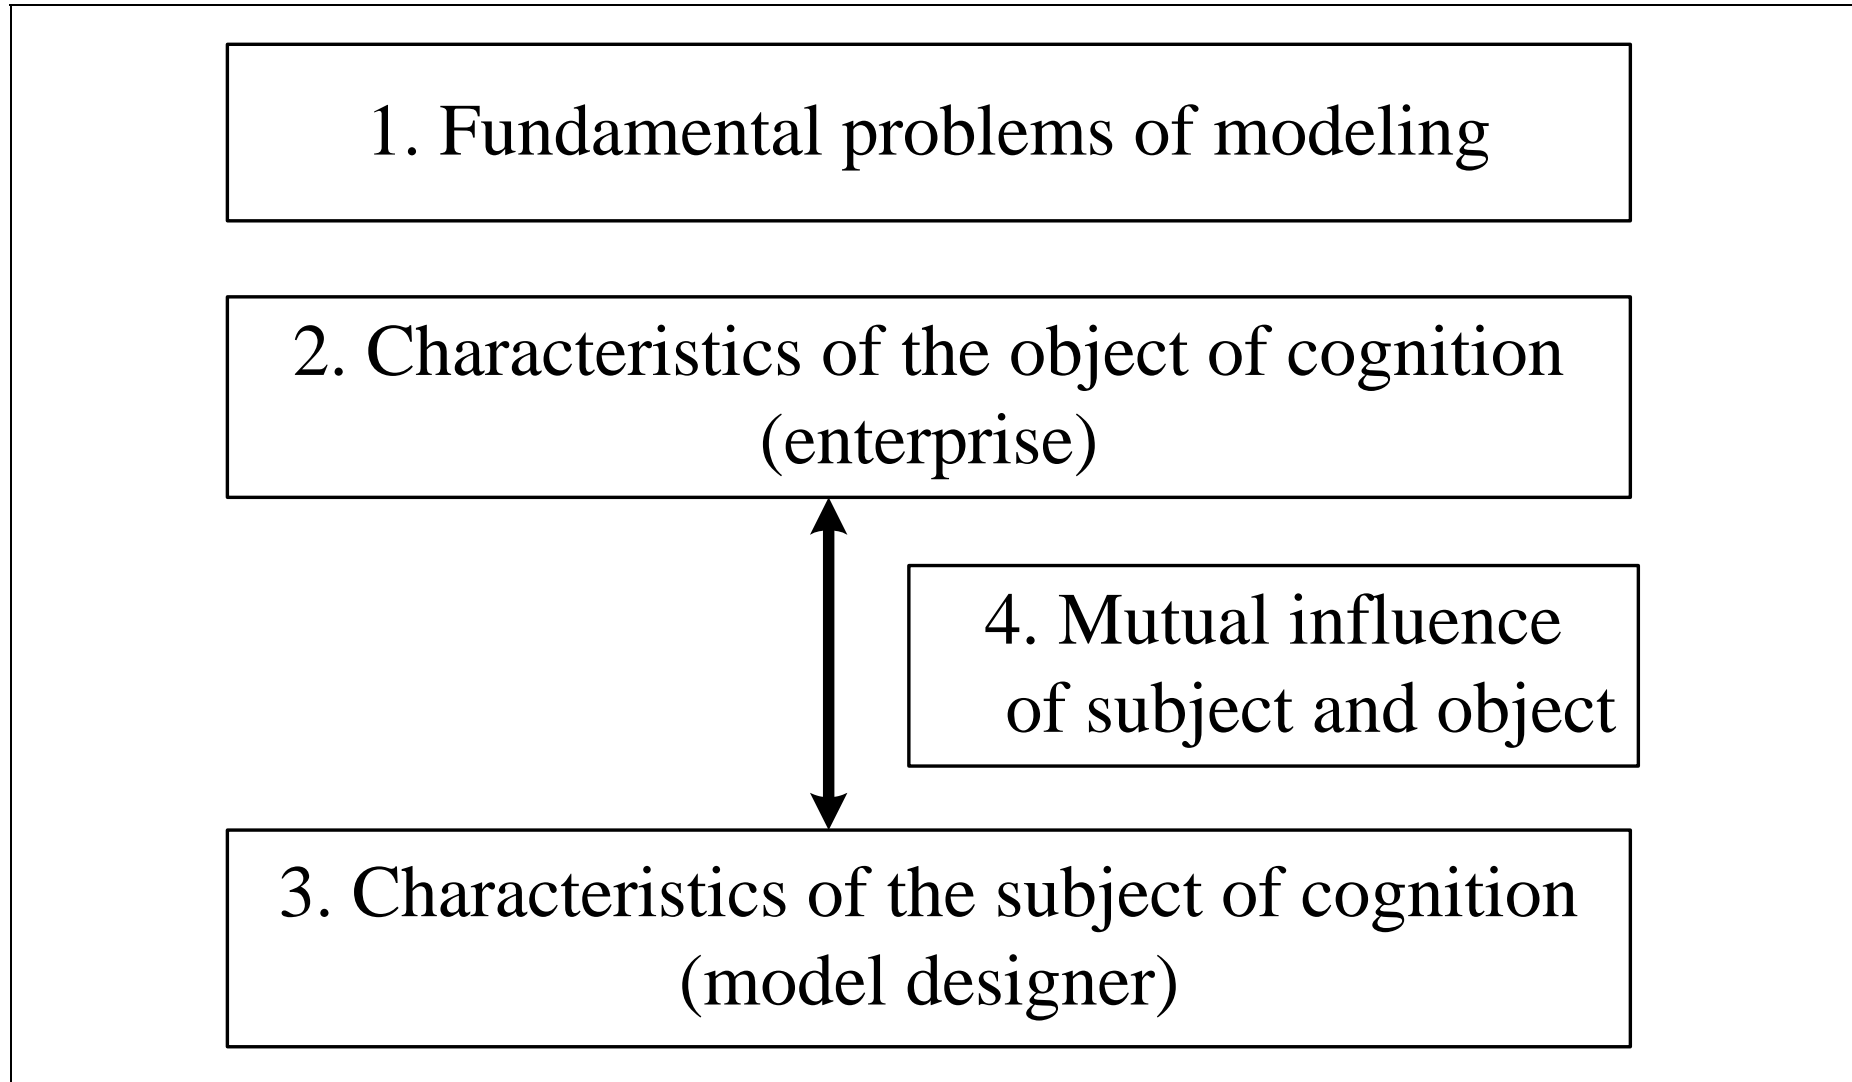 1. Fundamental problems of modeling
2. Characteristics of the object of cognition
(enterprise)
4. Mutual influence
of subject and object
3. Characteristics of the subject of cognition
(model designer)